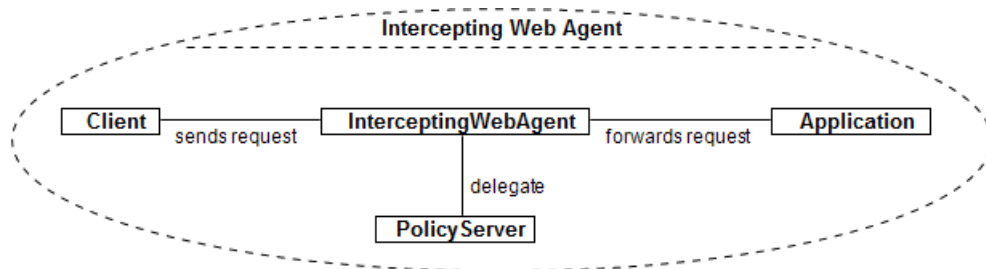 Intercepting Web Agent
Client
InterceptingWebAgent
Application
sends request
forwards request
delegate
PolicyServer